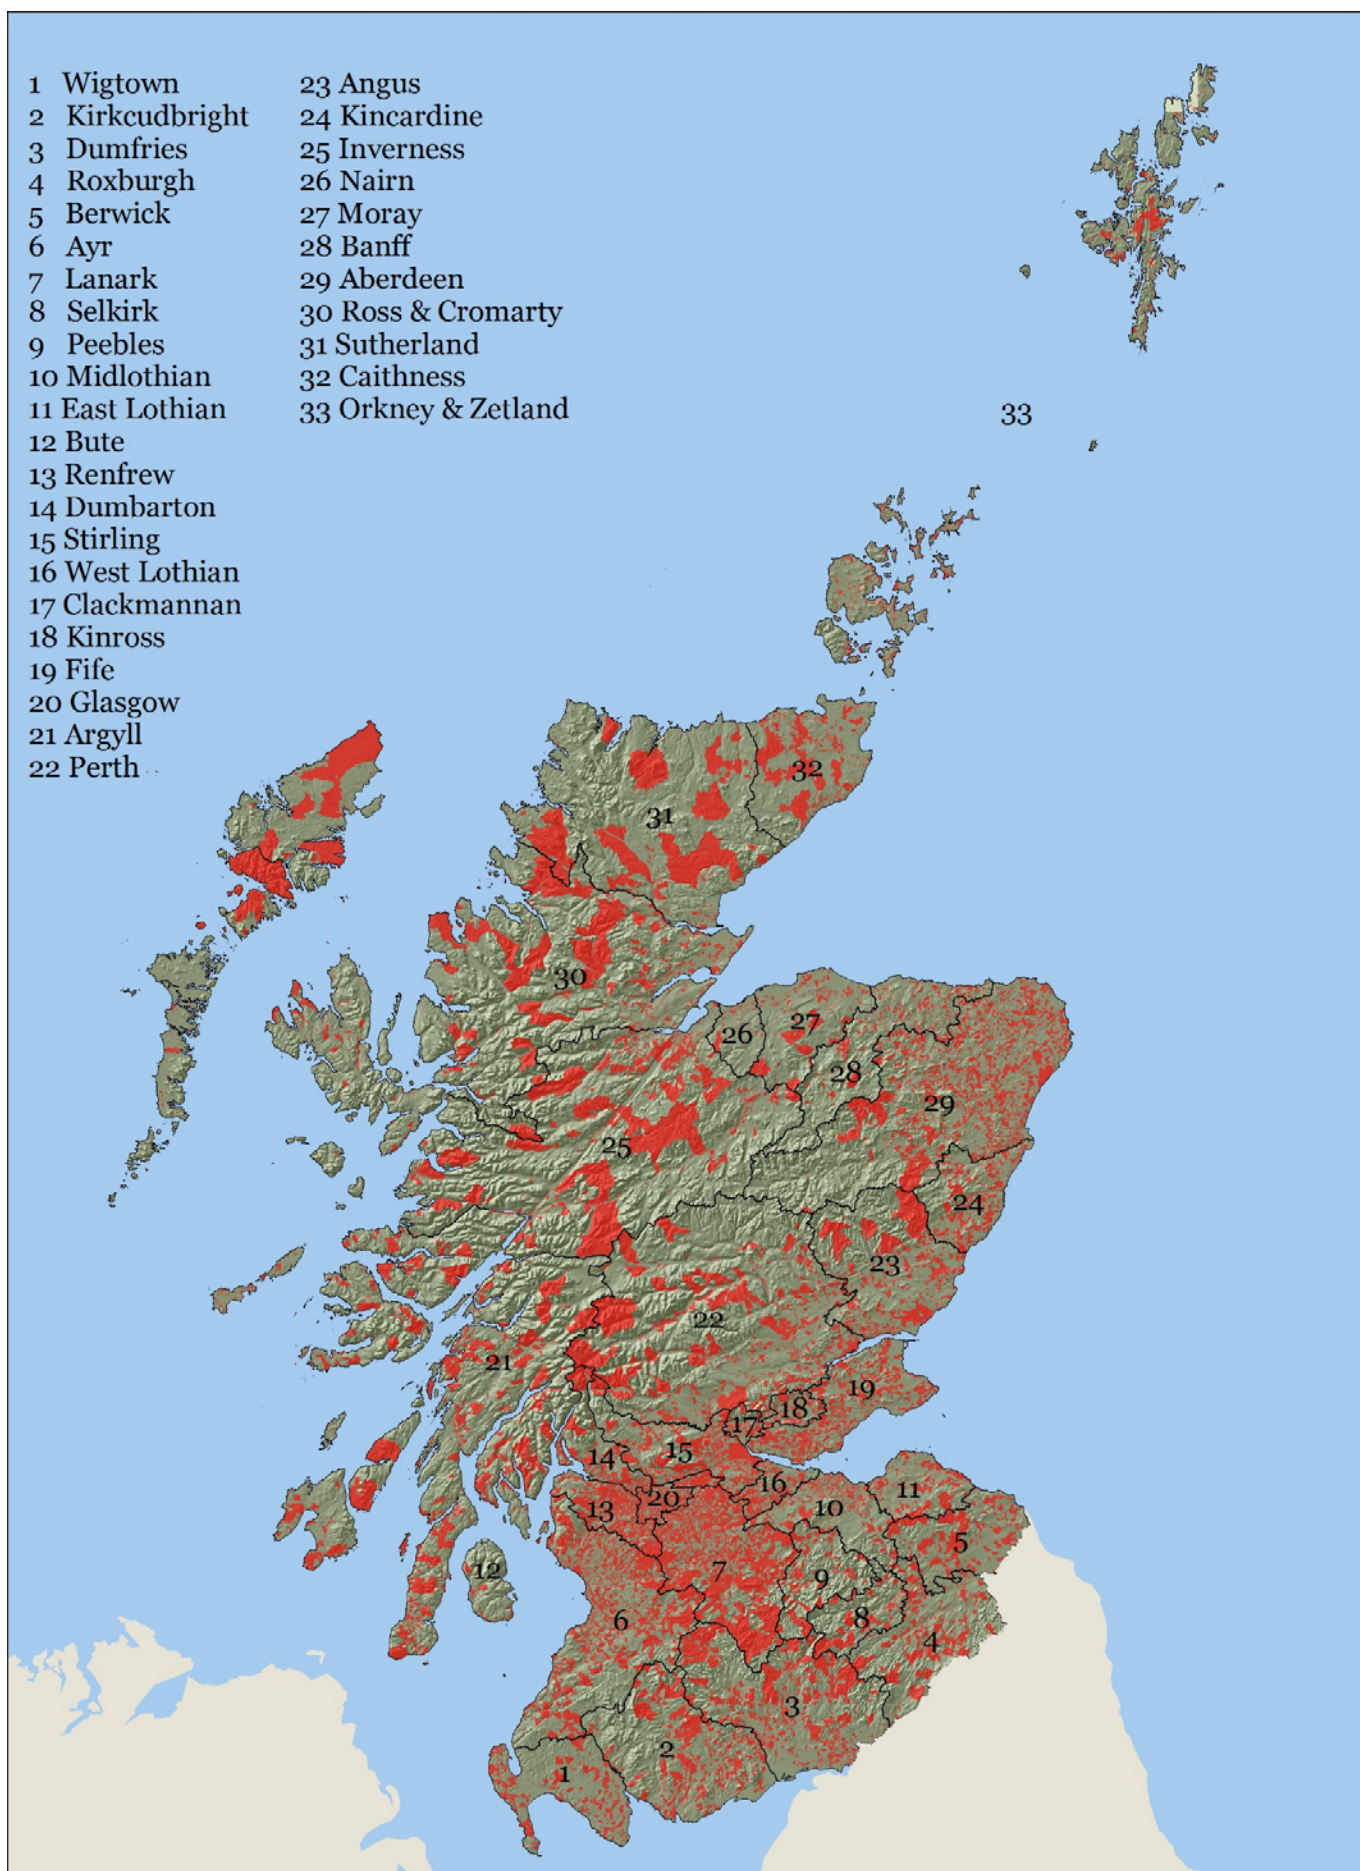 1 Wigtown
2 Kirkcudbright
3 Dumfries
4 Roxburgh
5 Berwick
6 Ayr
7 Lanark
8 Selkirk
9 Peebles
10 Midlothian
11 East Lothian
12 Bute
13 Renfrew
14 Dumbarton
15 Stirling
16 West Lothian
17 Clackmannan
18 Kinross
19 Fife
20 Glasgow
21 Argyll
22 Perth
23 Angus
24 Kincardine
25 Inverness
26 Nairn
27 Moray
28 Banff
29 Aberdeen
30 Ross & Cromarty
31 Sutherland
32 Caithness
33 Orkney & Zetland
33
32
31
30
27
26
28
29
25
24
23
22
21
19
18
17
15
14
16
11
20
13
10
5
12
7
9
8
6
4
3
2
1